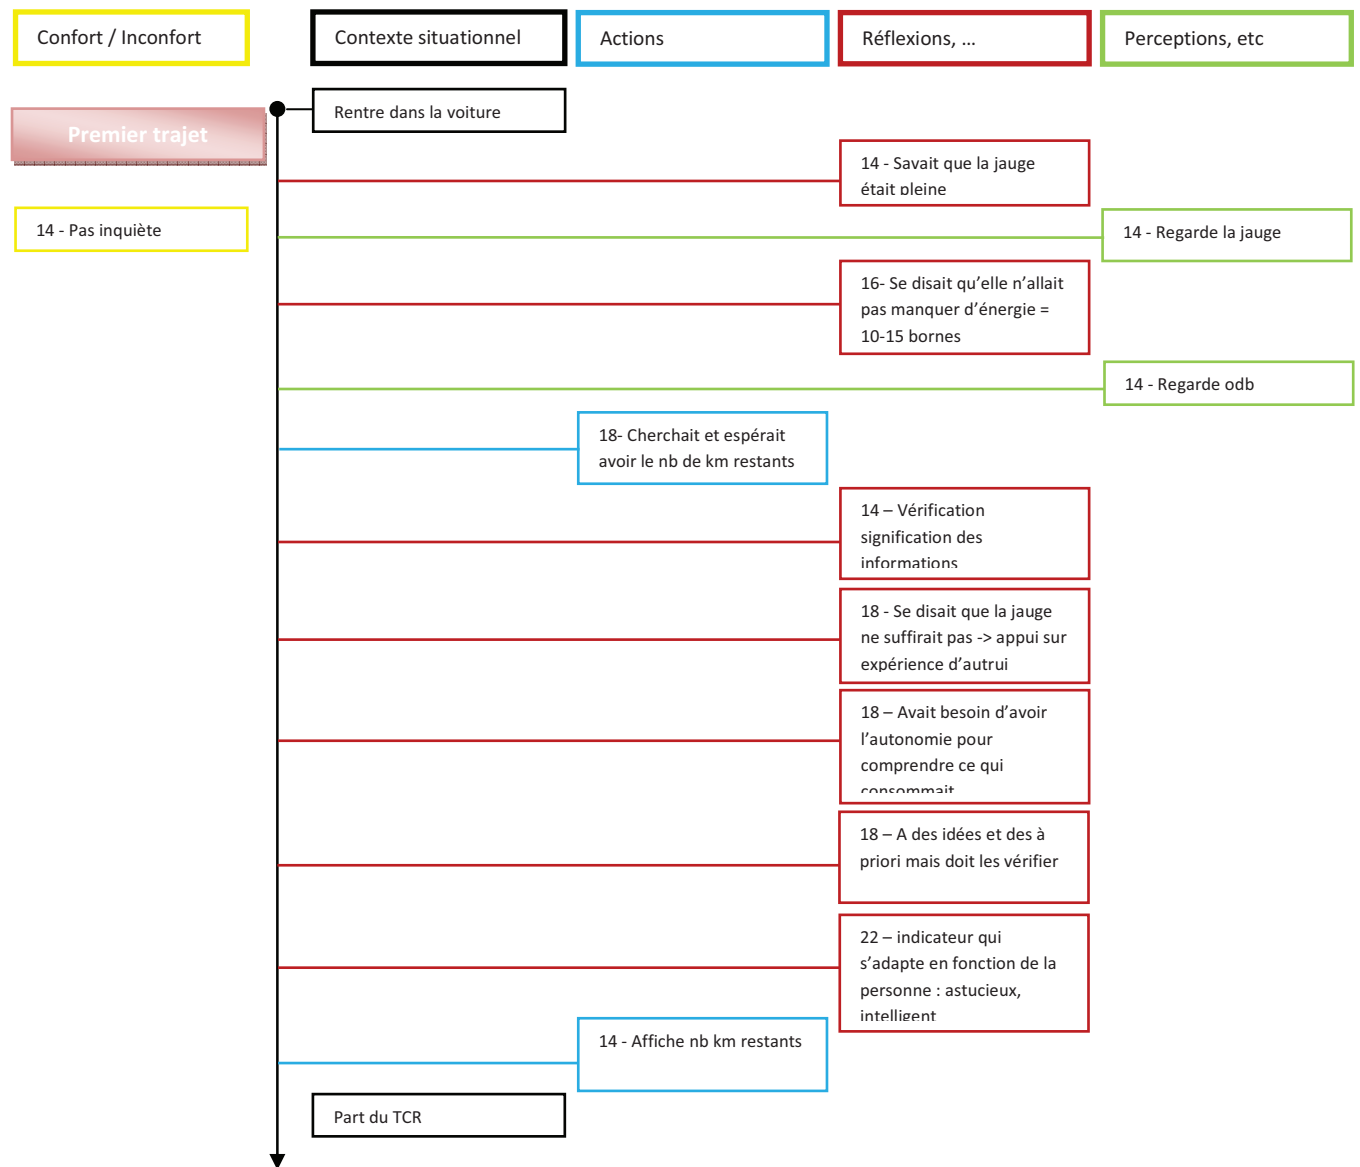 Confort / Inconfort
Contexte situationnel
Actions
Réflexions, ...
Perceptions, etc
Rentre dans la voiture
Premier trajet
14 - Savait que la jauge
était pleine
14 - Pas inquiète
14 - Regarde la jauge
16- Se disait qu’elle n’allait
pas manquer d’énergie =
10-15 bornes
14 - Regarde odb
18- Cherchait et espérait
avoir le nb de km restants
14 – Vérification
signification des
informations
18 - Se disait que la jauge
ne suffirait pas -> appui sur
expérience d’autrui
18 – Avait besoin d’avoir
l’autonomie pour
comprendre ce qui
consommait
18 – A des idées et des à
priori mais doit les vérifier
22 – indicateur qui
s’adapte en fonction de la
personne : astucieux,
intelligent
14 - Affiche nb km restants
Part du TCR